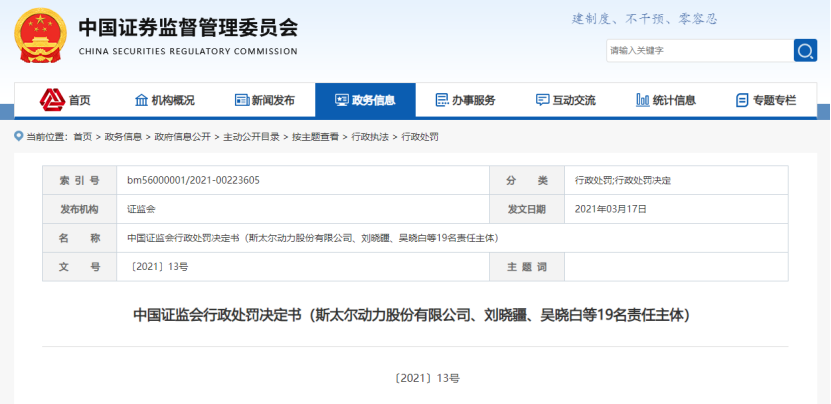 中国证券监督管理委员会
CHINA SECURITIES REGULATORY COMMISSION
建制度、不干预、零容忍
请输入关键字
首页 机构概况 新闻发布 政务信息 办事服务 互动交流 统计信息 专题专栏
当前位置：首页 > 政务信息 > 政府信息公开 > 主动公开目录 > 按主题查看 > 行政执法 > 行政处罚
索 引 号 bm56000001/2021-00223605 分 类 行政处罚;行政处罚决定
发布机构 证监会 发文日期 2021年03月17日
名 称 中国证监会行政处罚决定书（斯太尔动力股份有限公司、刘晓疆、吴晓白等19名责任主体）
文 号 〔2021〕13号 主 题 词
中国证监会行政处罚决定书（斯太尔动力股份有限公司、刘晓疆、吴晓白等19名责任主体）
〔2021〕13号